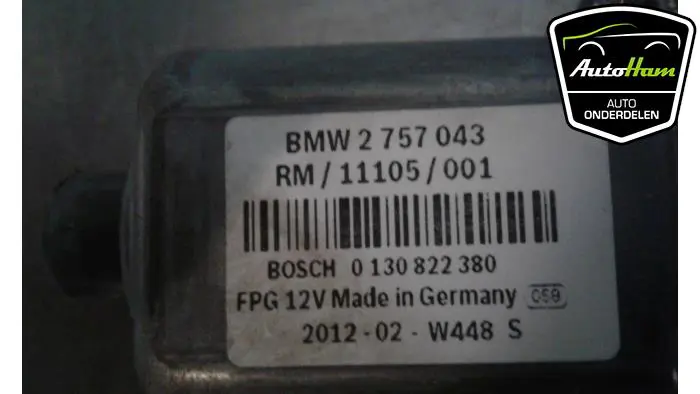 BMW 2 757 043
RM / 11105 / 001
BOSCH 0 130 822 380
FPG 12V Made in Germany 059
2012 - 02 - W448 S
AutoHam
AUTO
ONDERDELEN